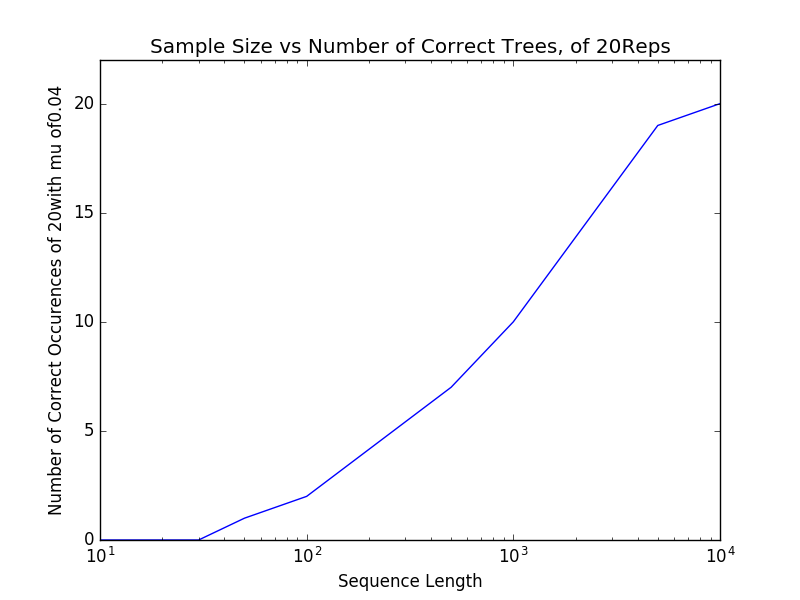 Sample Size vs Number of Correct Trees, of 20Reps
Number of Correct Occurences of 20with mu of0.04
20
15
10
5
0
10¹ 10² 10³ 10⁴
Sequence Length